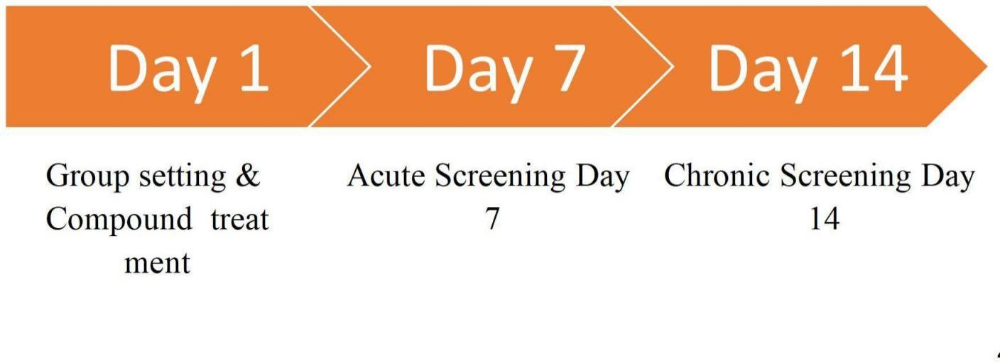 Day 1
Day 7
Day 14
Group setting &
Compound treat
ment
Acute Screening Day
7
Chronic Screening Day
14